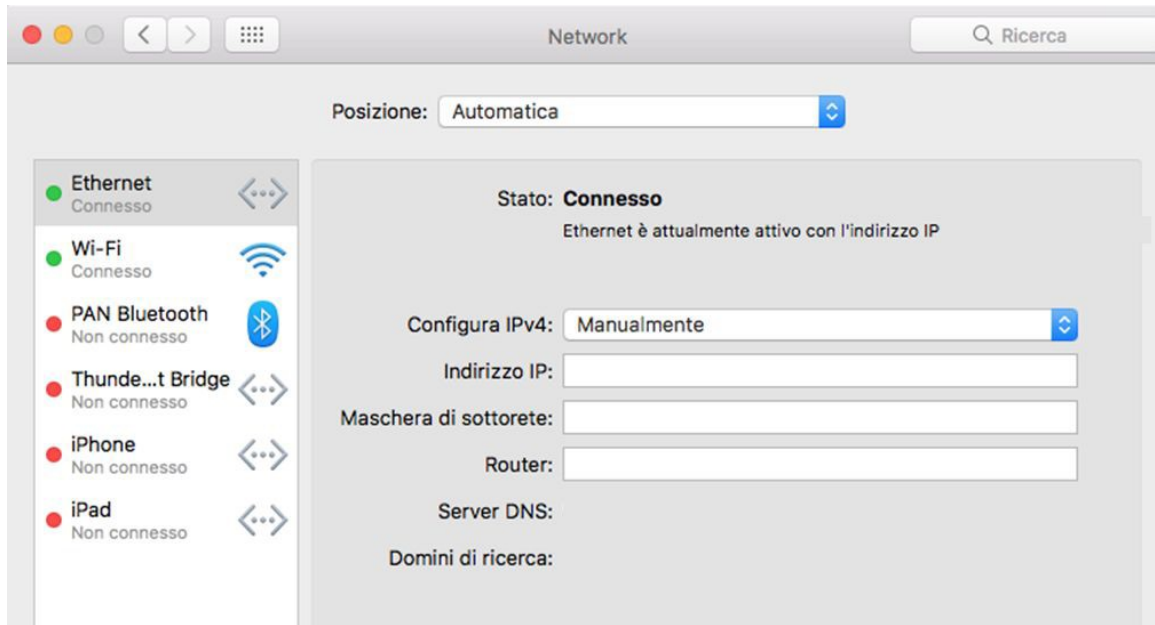 Network
Ricerca
Posizione: Automatica
Ethernet
Connesso
Wi-Fi
Connesso
PAN Bluetooth
Non connesso
Thunde...t Bridge
Non connesso
iPhone
Non connesso
iPad
Non connesso
Stato: Connesso
Ethernet è attualmente attivo con l'indirizzo IP
Configura IPv4: Manualmente
Indirizzo IP:
Maschera di sottorete:
Router:
Server DNS:
Domini di ricerca: